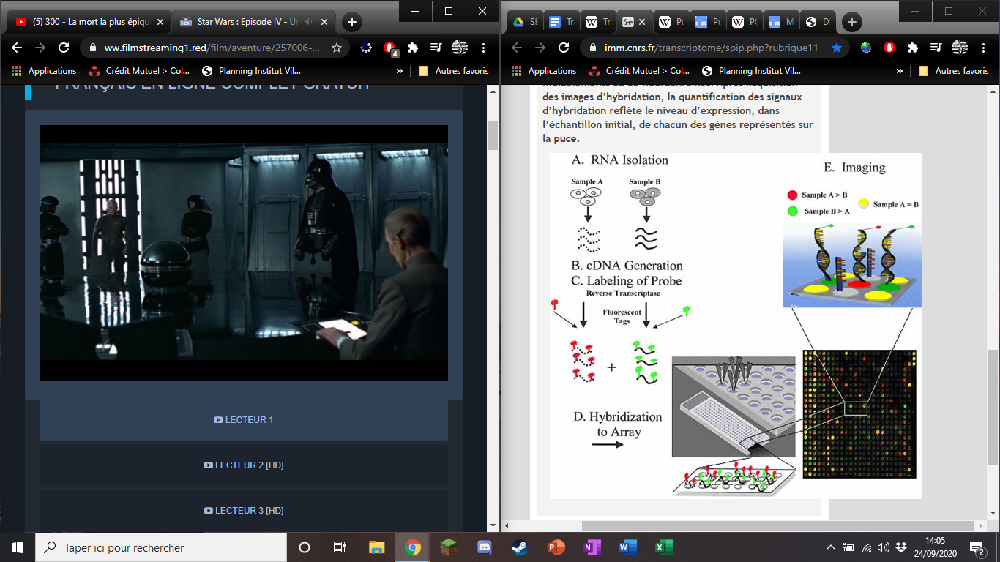 (5) 300 - La mort la plus épiqu
Star Wars : Episode IV - Un
ww.filmstreaming1.red/film/aventure/257006-...
4
Applications
Crédit Mutuel > Col...
Planning Institut Vil...
»
Autres favoris
FRANÇAIS EN LIGNE COMPLET GRATUIT
LECTEUR 1
LECTEUR 2 [HD]
LECTEUR 3 [HD]
SE
Tr
Tr
Pu
Pu
PC
M
D
imm.cnrs.fr/transcriptome/spip.php?rubrique11
Applications
Crédit Mutuel > Col...
Planning Institut Vil...
»
Autres favoris
radioéléments ou de fluorochromes. Après acquisition
des images d'hybridation, la quantification des signaux
d'hybridation reflète le niveau d'expression, dans
l'échantillon initial, de chacun des gènes représentés sur
la puce.
A. RNA Isolation
Sample A
Sample B
B. cDNA Generation
C. Labeling of Probe
Reverse Transcriptase
Fluorescent
Tags
+
D. Hybridization
to Array
E. Imaging
Sample A > B
Sample B > A
Sample A = B
Taper ici pour rechercher
14:05
24/09/2020
2